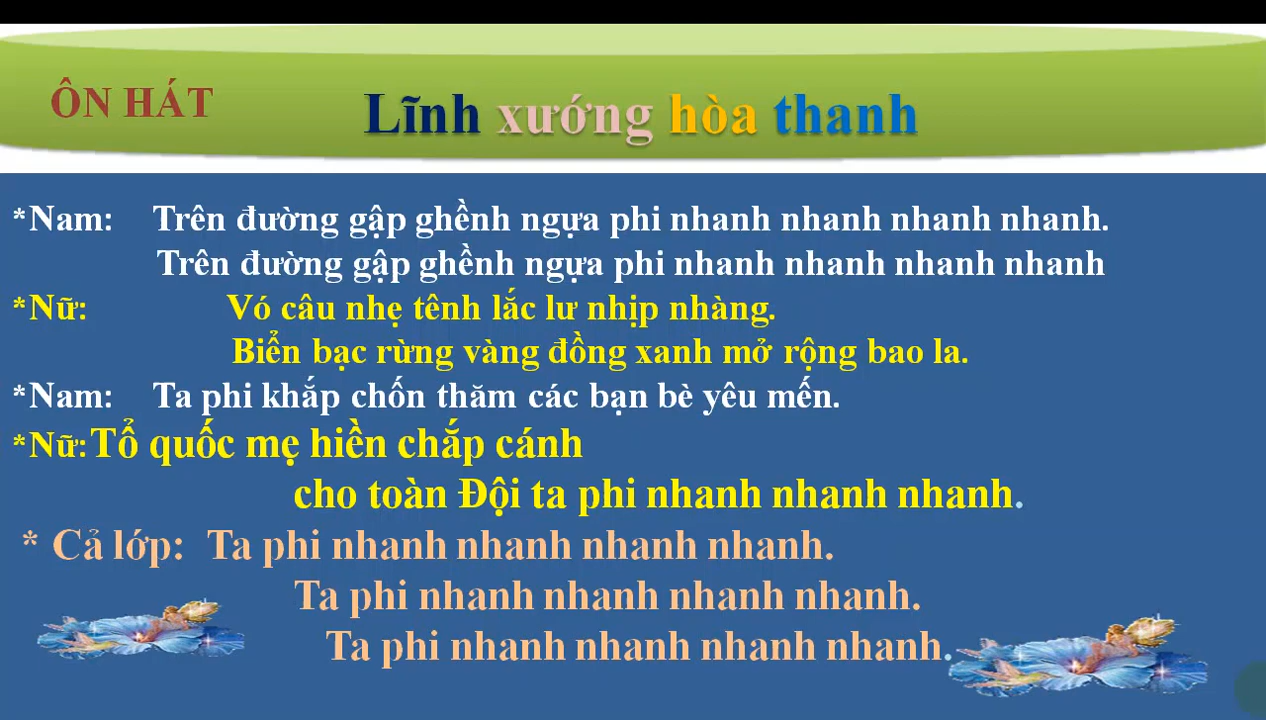 ÔN HÁT
Lĩnh xướng hòa thanh
*Nam: Trên đường gập ghềnh ngựa phi nhanh nhanh nhanh nhanh.
Trên đường gập ghềnh ngựa phi nhanh nhanh nhanh nhanh
*Nữ: Vó câu nhẹ tênh lắc lư nhịp nhàng.
Biển bạc rừng vàng đồng xanh mở rộng bao la.
*Nam: Ta phi khắp chốn thăm các bạn bè yêu mến.
*Nữ:Tổ quốc mẹ hiền chắp cánh
cho toàn Đội ta phi nhanh nhanh nhanh.
* Cả lớp: Ta phi nhanh nhanh nhanh nhanh.
Ta phi nhanh nhanh nhanh nhanh.
Ta phi nhanh nhanh nhanh nhanh.